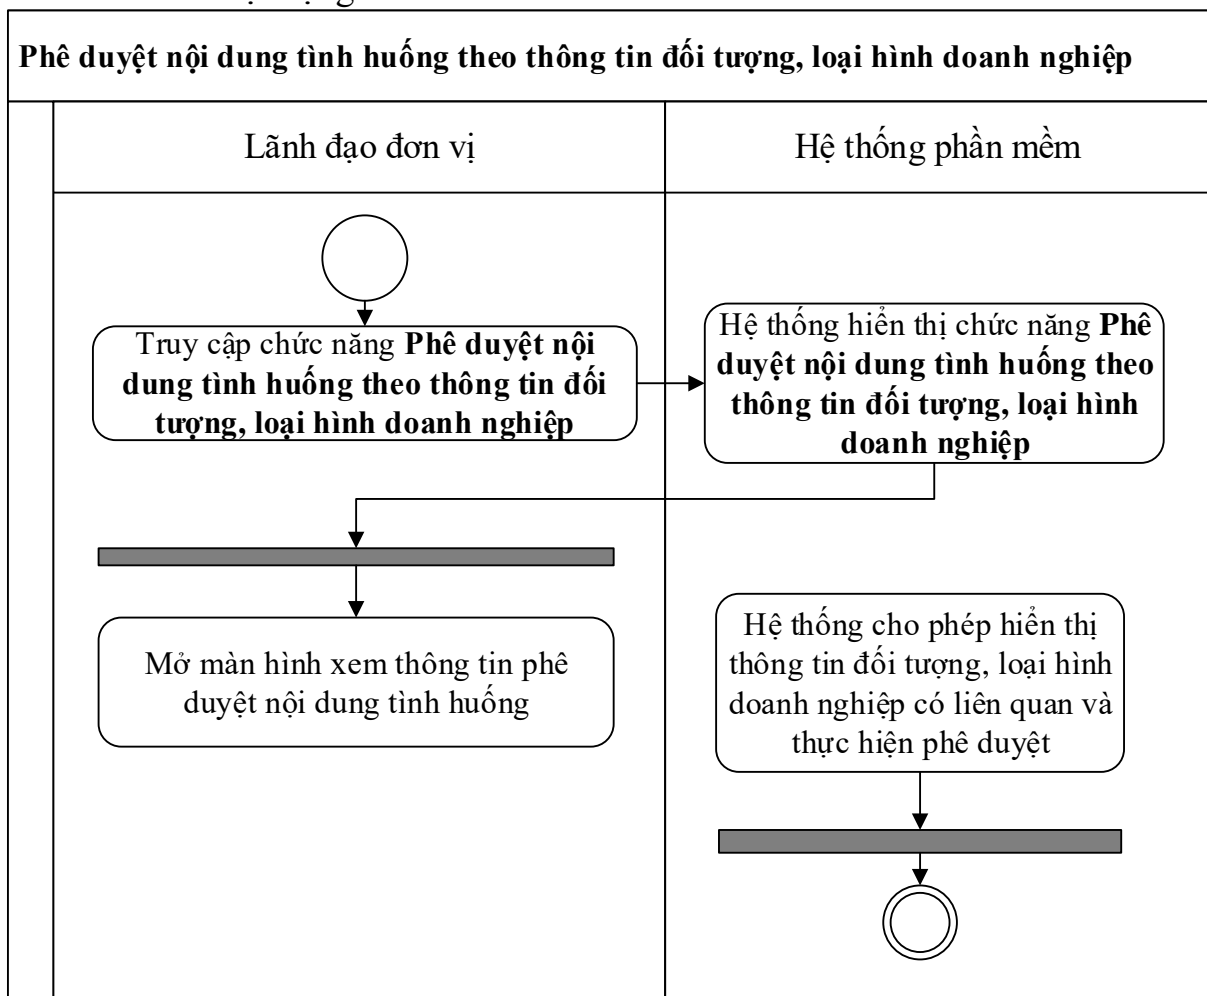 Phê duyệt nội dung tình huống theo thông tin đối tượng, loại hình doanh nghiệp
Lãnh đạo đơn vị
Hệ thống phần mềm
Truy cập chức năng Phê duyệt nội
dung tình huống theo thông tin đối
tượng, loại hình doanh nghiệp
Hệ thống hiển thị chức năng Phê
duyệt nội dung tình huống theo
thông tin đối tượng, loại hình
doanh nghiệp
Mở màn hình xem thông tin phê
duyệt nội dung tình huống
Hệ thống cho phép hiển thị
thông tin đối tượng, loại hình
doanh nghiệp có liên quan và
thực hiện phê duyệt